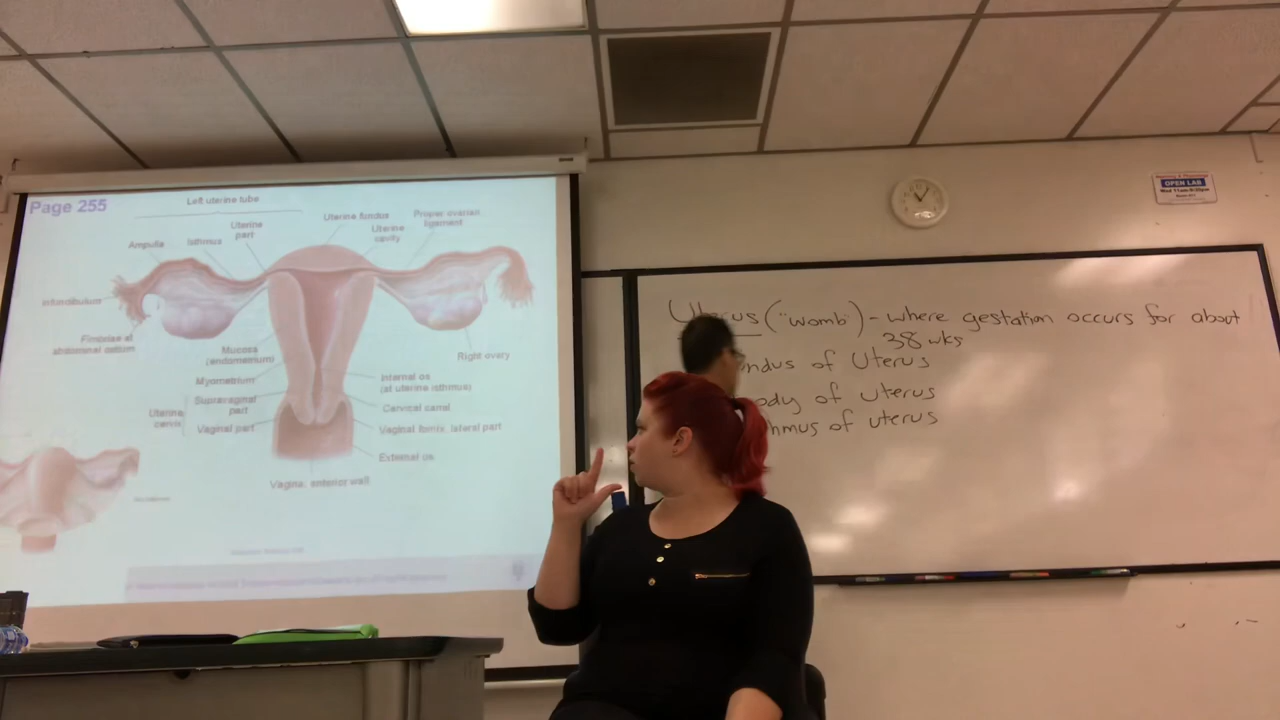 Page 255
Left uterine tube
Uterine fundus
Proper ovarian
ligament
Uterine
part
Uterine
cavity
Ampulla
Isthmus
Infundibulum
Fimbriae of
abdominal ostium
Mucosa
(endometrium)
Right ovary
Myometrium
Internal os
(at uterine isthmus)
Supravaginal
part
Cervical canal
Uterine
cervix
Vaginal part
Vaginal fornix, lateral part
External os
Vagina, anterior wall
OPEN LAB
Uterus ("womb") - where gestation occurs for about
38 wks
ndus of Uterus
ody of uterus
hmus of uterus